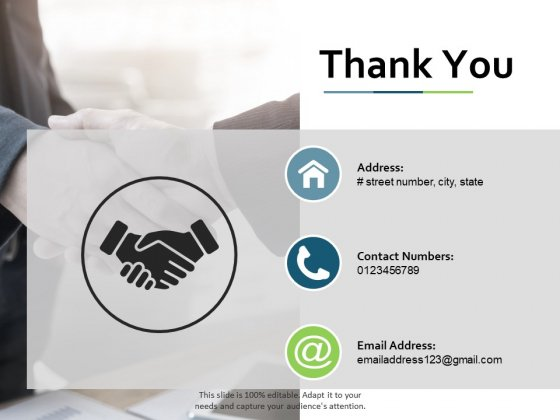 Thank You
Address:
# street number, city, state
Contact Numbers:
0123456789
Email Address:
@
emailaddress123@gmail.com
This slide is 100% editable. Adapt it to your
needs and capture your audience's attention.